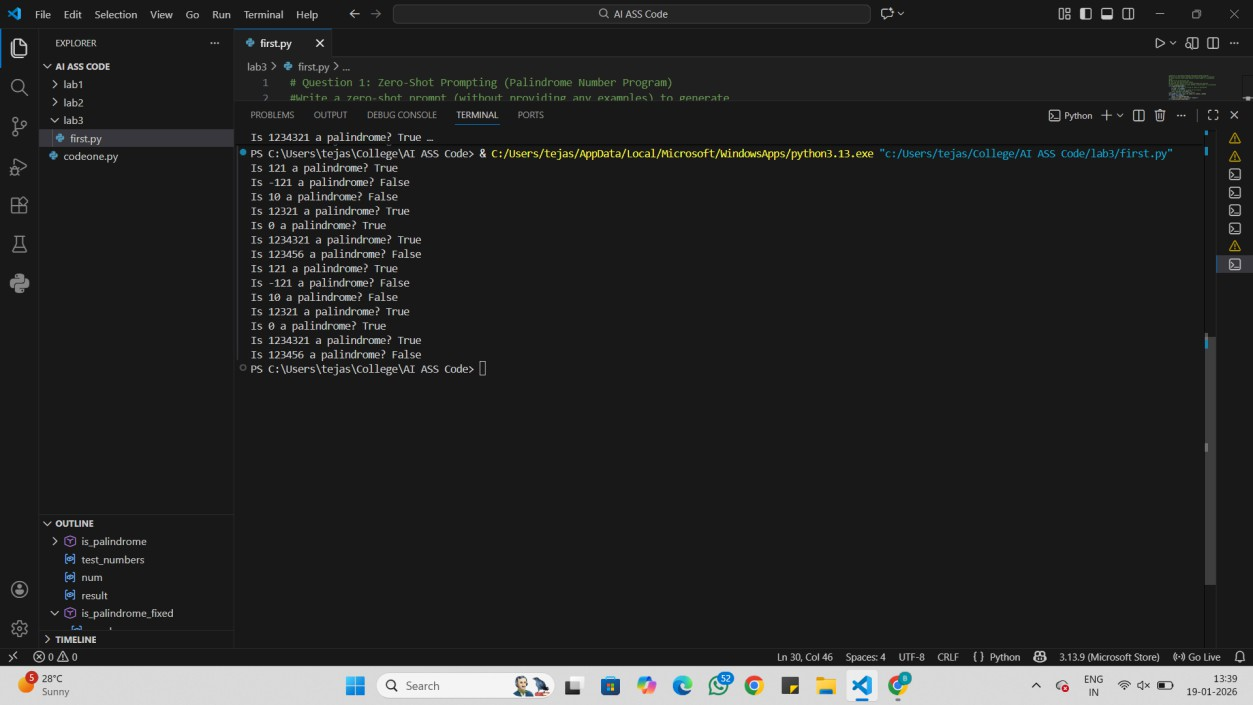 File Edit Selection View Go Run Terminal Help
AI ASS Code
EXPLORER
AI ASS CODE
lab1
lab2
lab3
first.py
codeone.py
OUTLINE
is_palindrome
test_numbers
num
result
is_palindrome_fixed
TIMELINE
first.py
lab3 > first.py > ...
1 # Question 1: Zero-Shot Prompting (Palindrome Number Program)
2 #Write a zero-shot prompt (without providing any examples) to generate
PROBLEMS OUTPUT DEBUG CONSOLE TERMINAL PORTS
Python
Is 1234321 a palindrome? True ...
PS C:\Users\tejas\College\AI ASS Code> & C:/Users/tejas/AppData/Local/Microsoft/WindowsApps/python3.13.exe "c:/Users/tejas/College/AI ASS Code/lab3/first.py"
Is 121 a palindrome? True
Is -121 a palindrome? False
Is 10 a palindrome? False
Is 12321 a palindrome? True
Is 0 a palindrome? True
Is 1234321 a palindrome? True
Is 123456 a palindrome? False
Is 121 a palindrome? True
Is -121 a palindrome? False
Is 10 a palindrome? False
Is 12321 a palindrome? True
Is 0 a palindrome? True
Is 1234321 a palindrome? True
Is 123456 a palindrome? False
PS C:\Users\tejas\College\AI ASS Code>
0 0
Ln 30, Col 46 Spaces: 4 UTF-8 CRLF { } Python 3.13.9 (Microsoft Store) Go Live
5
28°C
Sunny
Search
52
B
ENG
IN
13:39
19-01-2026